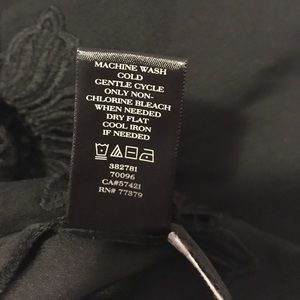 MACHINE WASH
COLD
GENTLE CYCLE
ONLY NON-
CHLORINE BLEACH
WHEN NEEDED
DRY FLAT
COOL IRON
IF NEEDED
382781
70096
CA#57421
RN# 77379